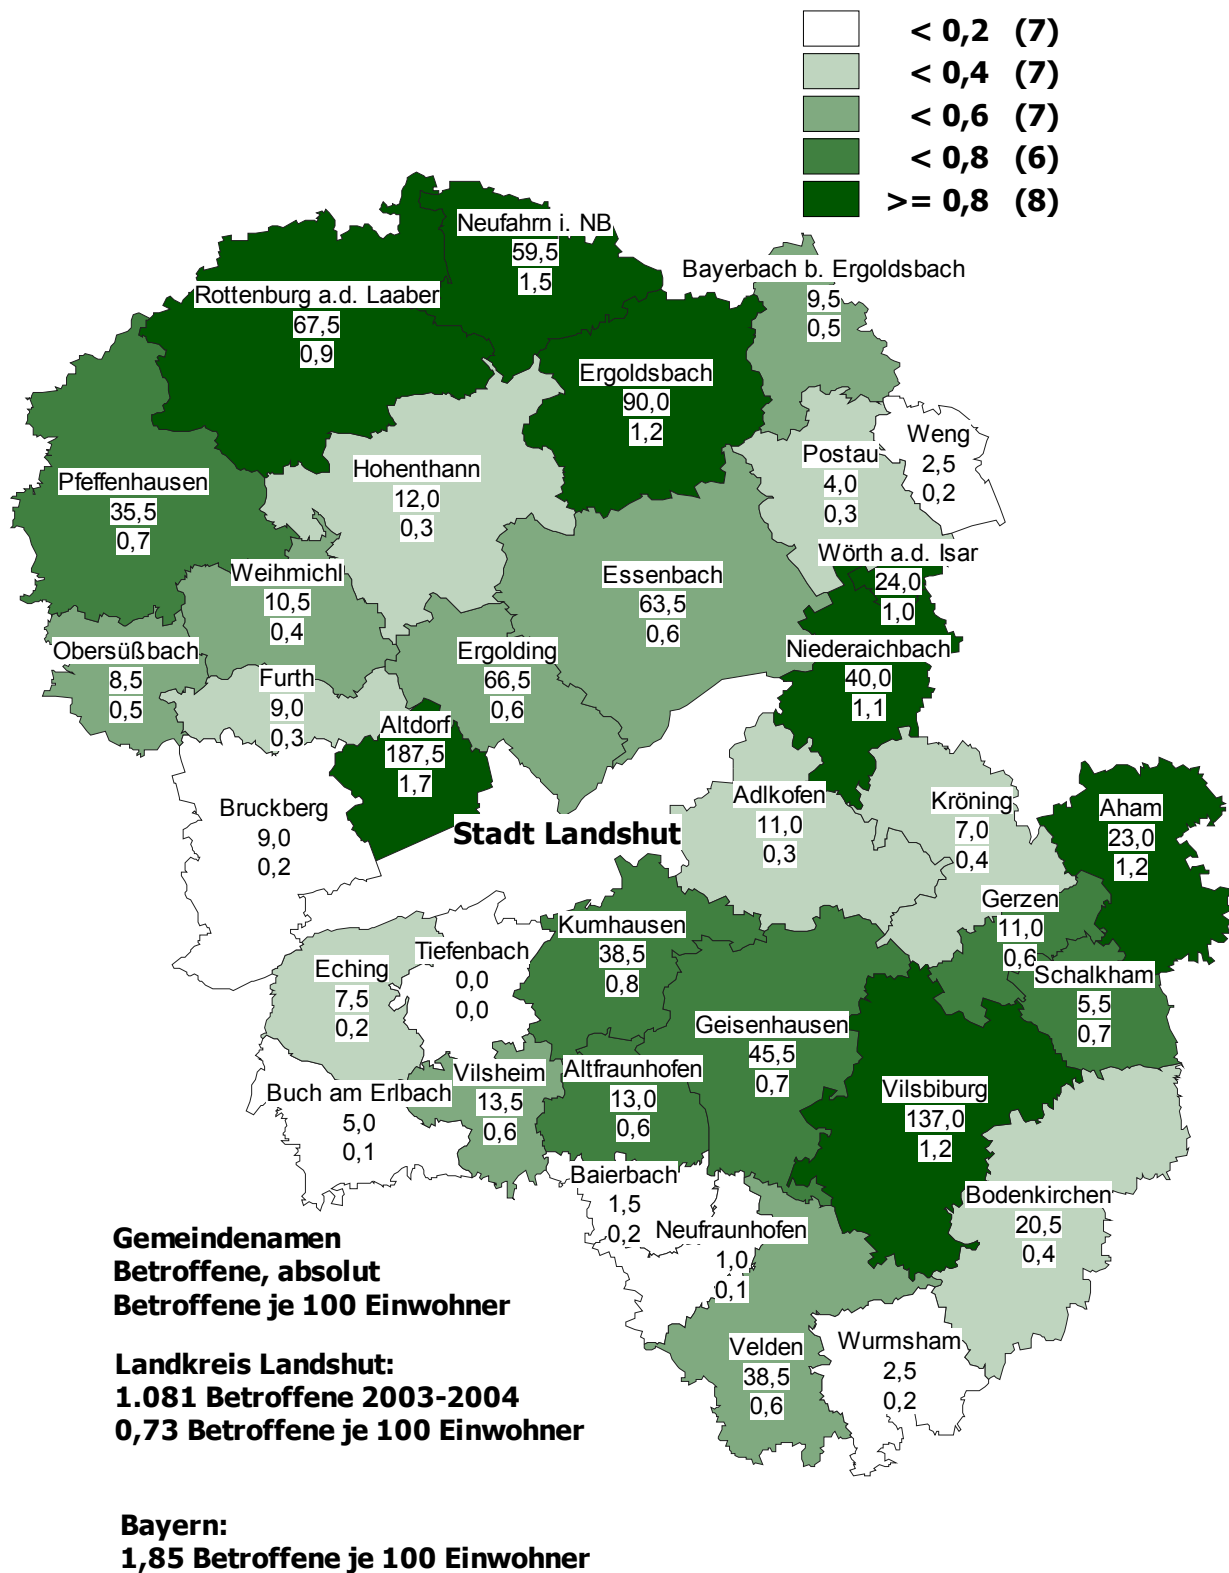 < 0,2 (7)
< 0,4 (7)
< 0,6 (7)
< 0,8 (6)
>= 0,8 (8)
Neufahrn i. NB
59,5
1,5
Bayerbach b. Ergoldsbach
9,5
0,5
Rottenburg a.d. Laaber
67,5
0,9
Ergoldsbach
90,0
1,2
Weng
2,5
0,2
Postau
4,0
0,3
Hohenthann
12,0
0,3
Pfeffenhausen
35,5
0,7
Wörth a.d. Isar
24,0
1,0
Weihmichl
10,5
0,4
Essenbach
63,5
0,6
Obersüßbach
8,5
0,5
Ergolding
66,5
0,6
Niederaichbach
40,0
1,1
Furth
9,0
0,3
Altdorf
187,5
1,7
Bruckberg
9,0
0,2
Adlkofen
11,0
0,3
Kröning
7,0
0,4
Aham
23,0
1,2
Stadt Landshut
Gerzen
11,0
0,6
Kumhausen
38,5
0,8
Tiefenbach
0,0
0,0
Eching
7,5
0,2
Schalkham
5,5
0,7
Geisenhausen
45,5
0,7
Vilsheim
13,5
0,6
Altfraunhofen
13,0
0,6
Vilsbiburg
137,0
1,2
Buch am Erlbach
5,0
0,1
Baierbach
1,5
0,2
Bodenkirchen
20,5
0,4
Neufraunhofen
1,0
0,1
Velden
38,5
0,6
Wurmsham
2,5
0,2
Gemeindenamen
Betroffene, absolut
Betroffene je 100 Einwohner
Landkreis Landshut:
1.081 Betroffene 2003-2004
0,73 Betroffene je 100 Einwohner
Bayern:
1,85 Betroffene je 100 Einwohner